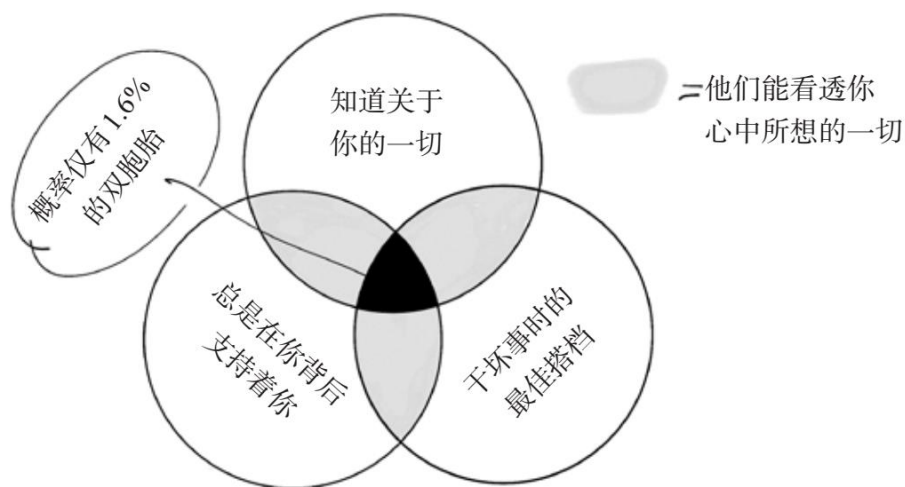 知道关于
你的一切
=他们能看透你
心中所想的一切
概率仅有1.6%
的双胞胎
总是在你背后
支持着你
干坏事时的
最佳搭档